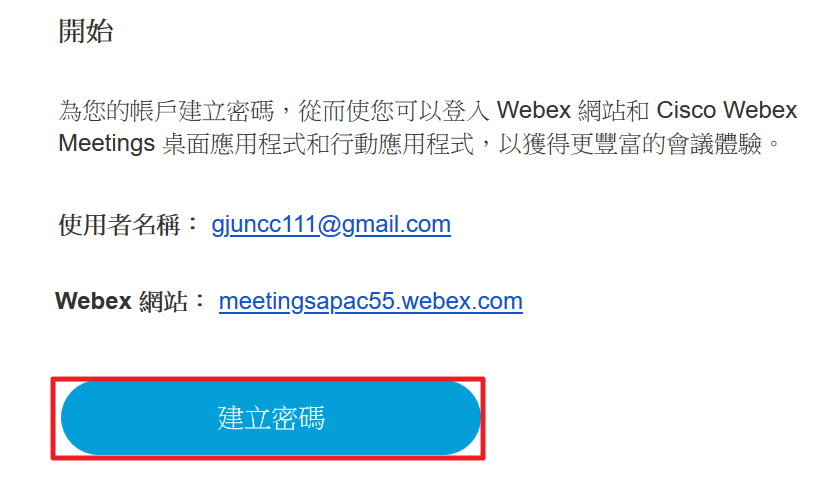 開始
為您的帳戶建立密碼，從而使您可以登入 Webex 網站和 Cisco Webex
Meetings 桌面應用程式和行動應用程式，以獲得更豐富的會議體驗。
使用者名稱： gjuncc111@gmail.com
Webex 網站： meetingsapac55.webex.com
建立密碼